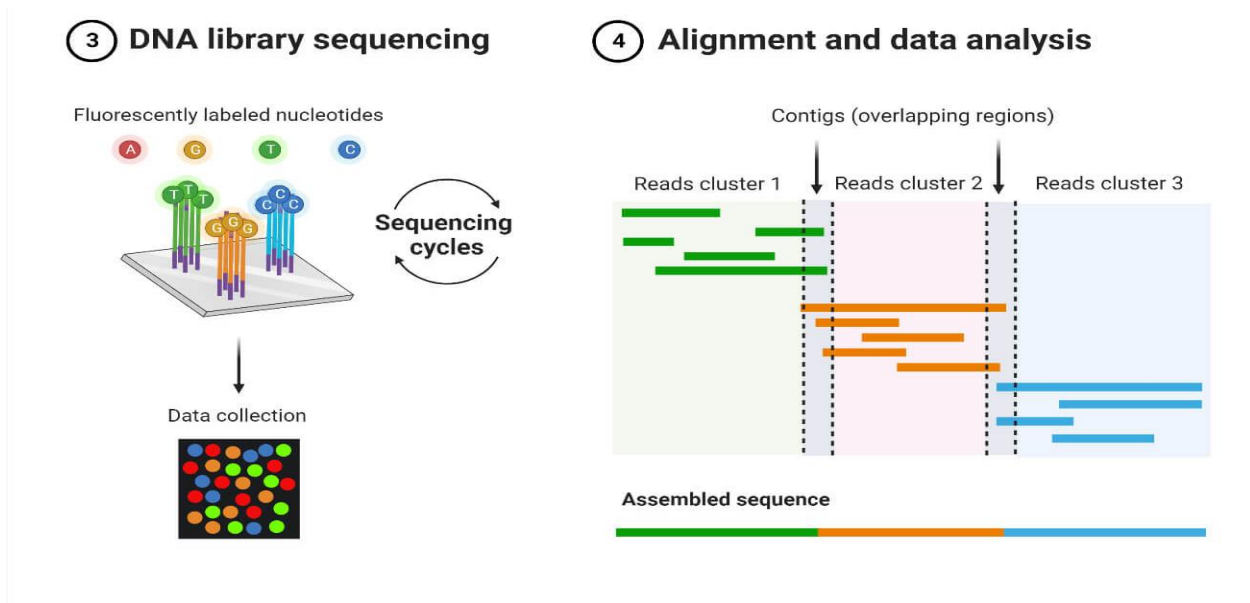 3 DNA library sequencing
Fluorescently labeled nucleotides
A G T C
T T T
C C C
G G G
Sequencing
cycles
Data collection
4 Alignment and data analysis
Contigs (overlapping regions)
Reads cluster 1 Reads cluster 2 Reads cluster 3
Assembled sequence